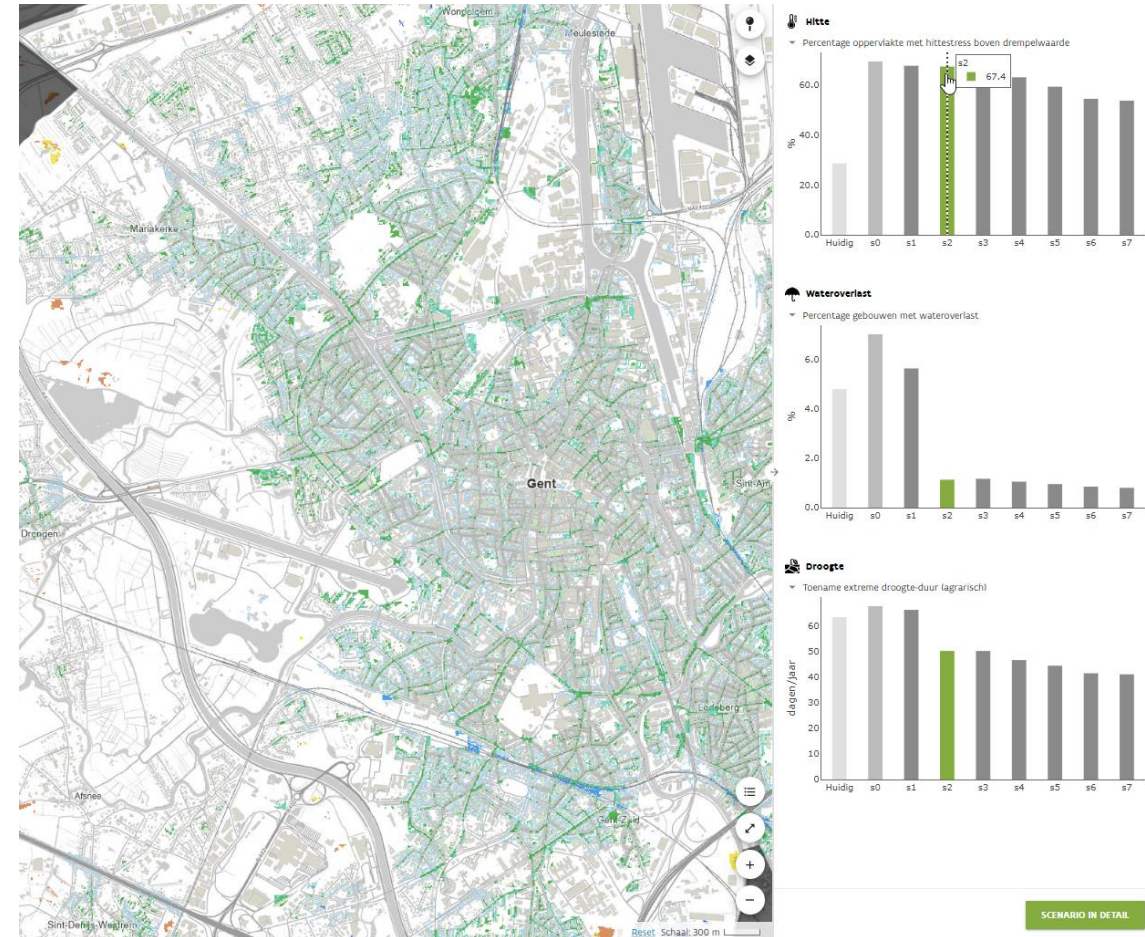 Wondelgem
Meulestede
Mariakerke
Gent
Drongen
Ledeberg
Afsnee
Gent-Zuid
Sint-Denijs-Westrem
Reset Schaal: 300 m
Hitte
Percentage oppervlakte met hittestress boven drempelwaarde
s2
67.4
60.0
40.0
20.0
0.0
%
Huidig s0 s1 s2 s3 s4 s5 s6 s7
Wateroverlast
Percentage gebouwen met wateroverlast
6.0
4.0
2.0
0.0
%
Huidig s0 s1 s2 s3 s4 s5 s6 s7
Droogte
Toename extreme droogte-duur (agrarisch)
60
50
40
30
20
10
0
dagen/jaar
Huidig s0 s1 s2 s3 s4 s5 s6 s7
SCENARIO IN DETAIL